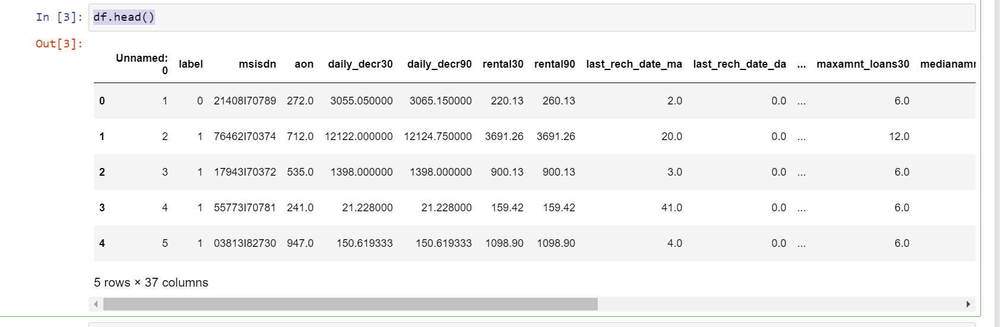 In [3]: df.head()
Out[3]:
Unnamed: 0 label msisdn aon daily_decr30 daily_decr90 rental30 rental90 last_rech_date_ma last_rech_date_da ... maxamnt_loans30 medianamr
0 1 0 21408I70789 272.0 3055.050000 3065.150000 220.13 260.13 2.0 0.0 ... 6.0
1 2 1 76462I70374 712.0 12122.000000 12124.750000 3691.26 3691.26 20.0 0.0 ... 12.0
2 3 1 17943I70372 535.0 1398.000000 1398.000000 900.13 900.13 3.0 0.0 ... 6.0
3 4 1 55773I70781 241.0 21.228000 21.228000 159.42 159.42 41.0 0.0 ... 6.0
4 5 1 03813I82730 947.0 150.619333 150.619333 1098.90 1098.90 4.0 0.0 ... 6.0
5 rows × 37 columns